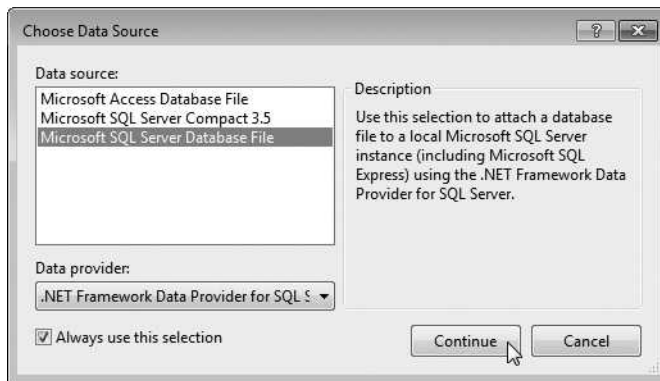 Choose Data Source
?
Data source:
Microsoft Access Database File
Microsoft SQL Server Compact 3.5
Microsoft SQL Server Database File
Description
Use this selection to attach a database
file to a local Microsoft SQL Server
instance (including Microsoft SQL
Express) using the .NET Framework Data
Provider for SQL Server.
Data provider:
.NET Framework Data Provider for SQL S
Always use this selection
Continue
Cancel